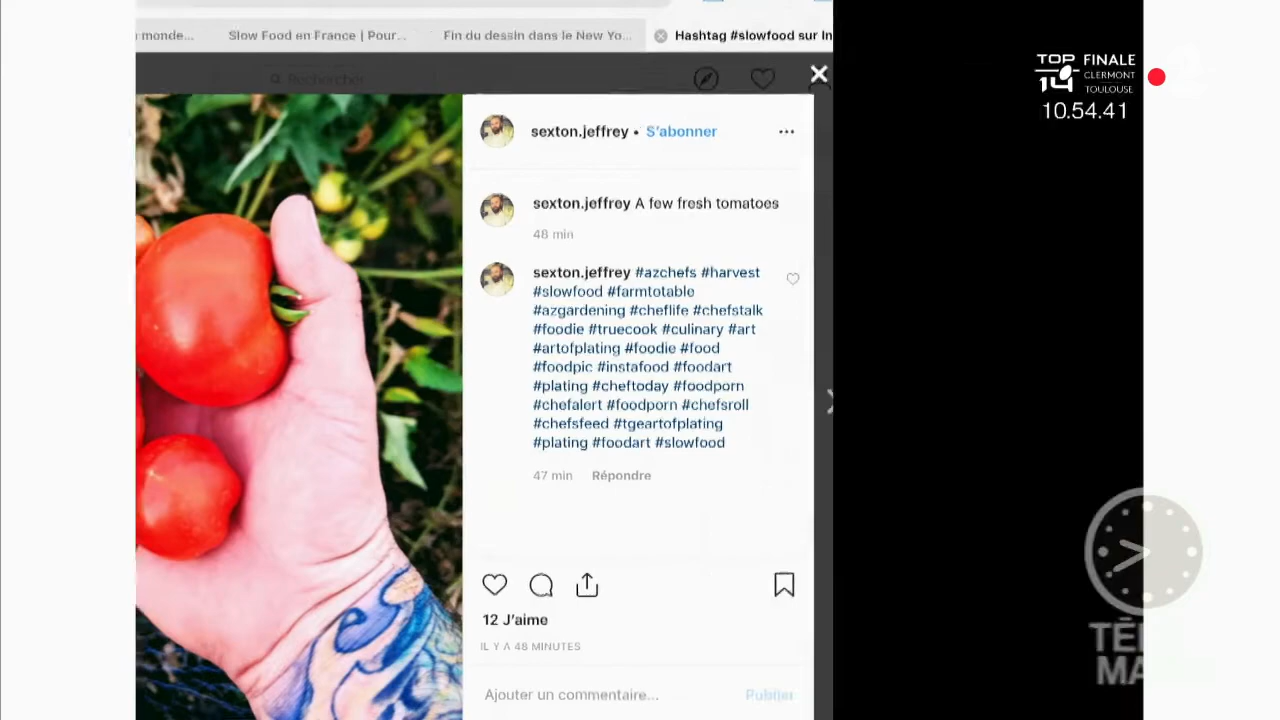 monde...
Slow Food en France | Pour...
Fin du dessin dans le New Yo...
Hashtag #slowfood sur In
Rechercher
TOP 14
FINALE
CLERMONT
TOULOUSE
10.54.41
sexton.jeffrey • S'abonner
sexton.jeffrey A few fresh tomatoes
48 min
sexton.jeffrey #azchefs #harvest
#slowfood #farmtotable
#azgardening #cheflife #chefstalk
#foodie #truecook #culinary #art
#artofplating #foodie #food
#foodpic #instafood #foodart
#plating #cheftoday #foodporn
#chefalert #foodporn #chefsroll
#chefsfeed #tgeartofplating
#plating #foodart #slowfood
47 min Répondre
12 J'aime
IL Y A 48 MINUTES
Ajouter un commentaire... Publier
TÉL
MA